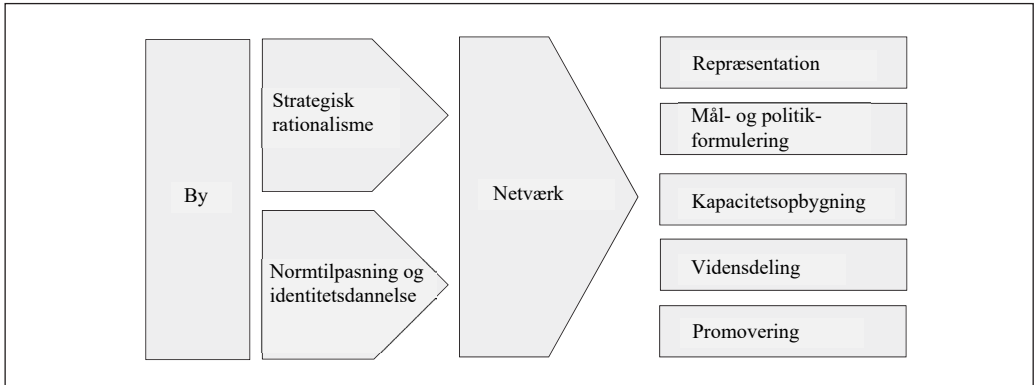 By
Strategisk
rationalisme
Normtilpasning og
identitetsdannelse
Netværk
Repræsentation
Mål- og politik-
formulering
Kapacitetsopbygning
Vidensdeling
Promovering